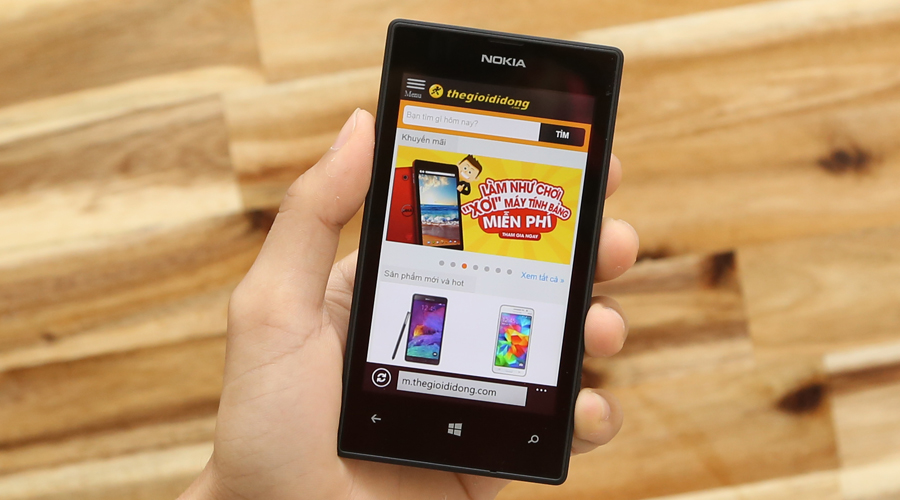 NOKIA
Menu
thegioididong
.com
Bạn tìm gì hôm nay?
TÌM
Khuyến mãi
LÀM NHƯ CHƠI,
"XƠI" MÁY TÍNH BẢNG
MIỄN PHÍ
THAM GIA NGAY
Xem tất cả »
Sản phẩm mới và hot
m.thegioididong.com